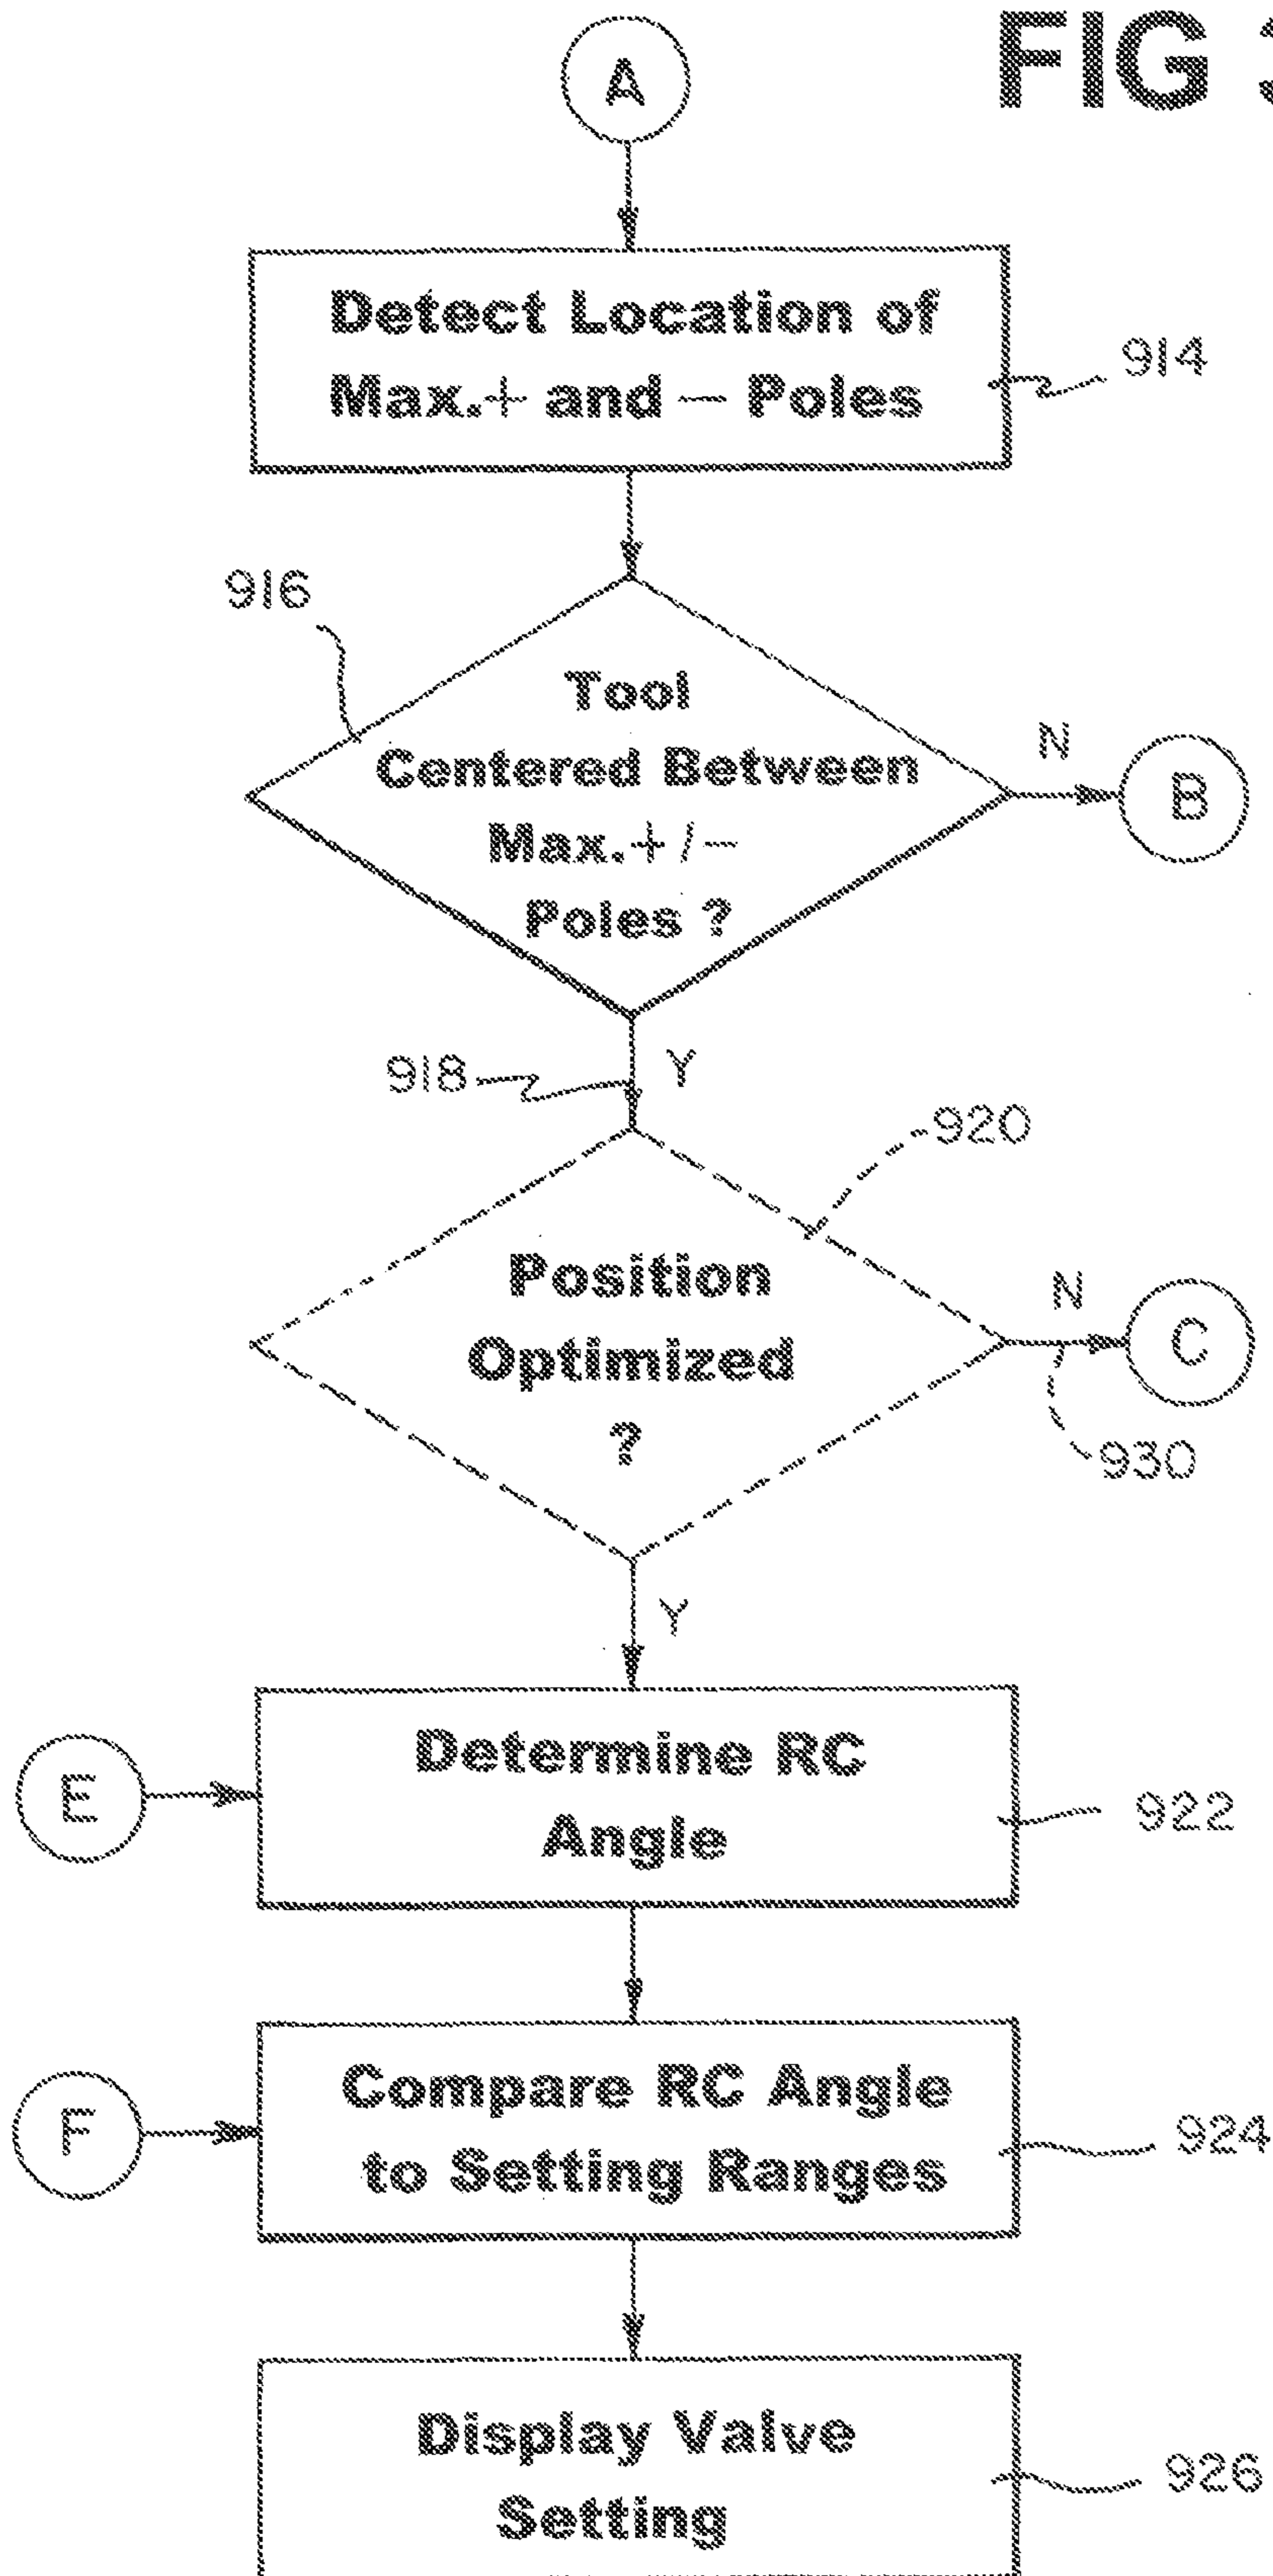 FIG
A
Detect Location of
Max.+ and — Poles
914
916
Tool
Centered Between
Max.+/-
Poles ?
N
B
918
Y
920
Position
Optimized
?
N
C
930
Y
E
Determine RC
Angle
922
F
Compare RC Angle
to Setting Ranges
924
Display Valve
Setting
926